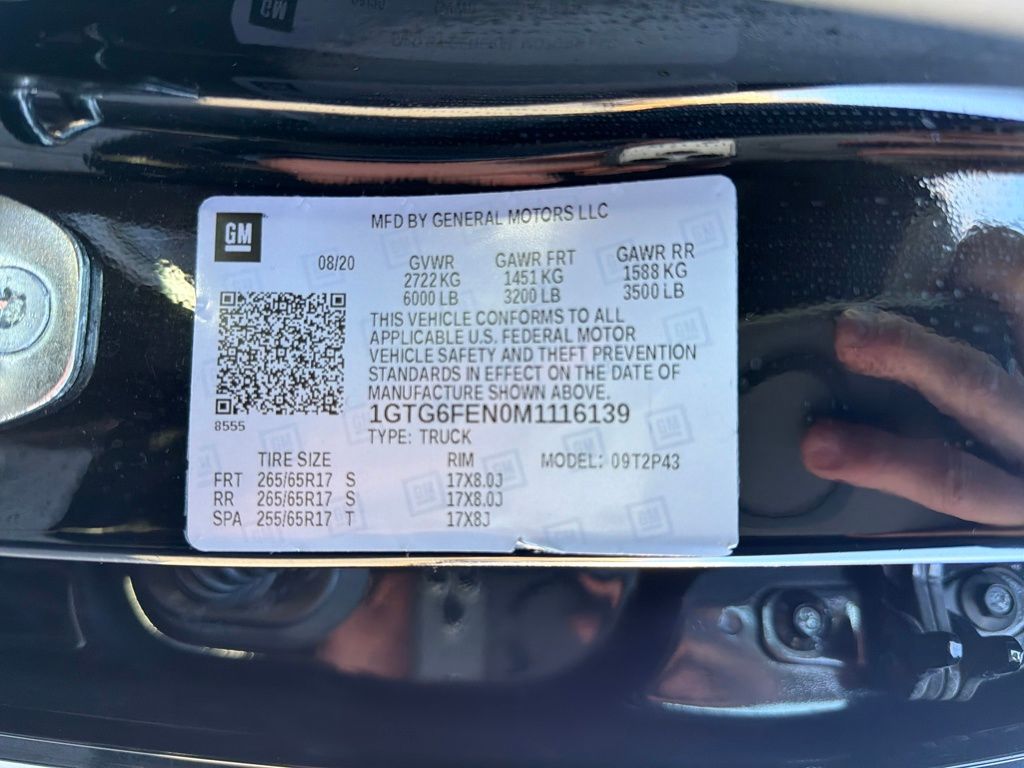 GM
MFD BY GENERAL MOTORS LLC
08/20 GVWR GAWR FRT GAWR RR
2722 KG 1451 KG 1588 KG
6000 LB 3200 LB 3500 LB
THIS VEHICLE CONFORMS TO ALL
APPLICABLE U.S. FEDERAL MOTOR
VEHICLE SAFETY AND THEFT PREVENTION
STANDARDS IN EFFECT ON THE DATE OF
MANUFACTURE SHOWN ABOVE.
8555 1GTG6FEN0M1116139
TYPE: TRUCK
TIRE SIZE RIM MODEL: 09T2P43
FRT 265/65R17 S 17X8.0J
RR 265/65R17 S 17X8.0J
SPA 255/65R17 T 17X8J